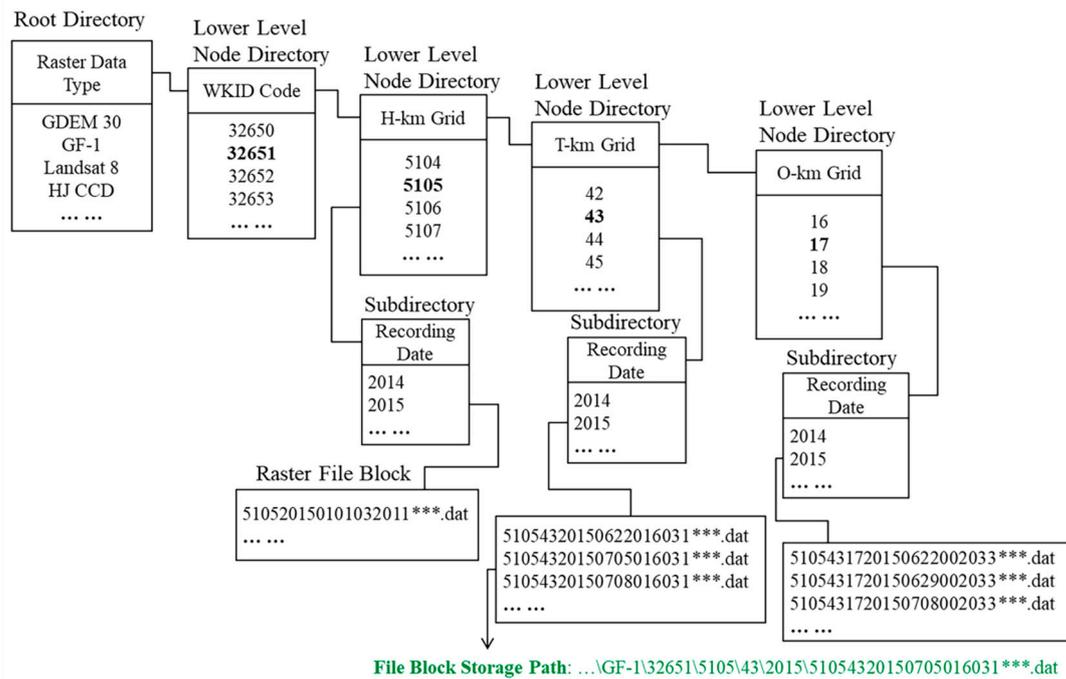 Root Directory
Raster Data
Type
GDEM 30
GF-1
Landsat 8
HJ CCD
... ...
Lower Level
Node Directory
WKID Code
32650
32651
32652
32653
... ...
Lower Level
Node Directory
H-km Grid
5104
5105
5106
5107
... ...
Lower Level
Node Directory
T-km Grid
42
43
44
45
... ...
Lower Level
Node Directory
O-km Grid
16
17
18
19
... ...
Subdirectory
Recording
Date
2014
2015
... ...
Subdirectory
Recording
Date
2014
2015
... ...
Subdirectory
Recording
Date
2014
2015
... ...
Raster File Block
510520150101032011***.dat
... ...
51054320150622016031***.dat
51054320150705016031***.dat
51054320150708016031***.dat
... ...
5105431720150622002033***.dat
5105431720150629002033***.dat
5105431720150708002033***.dat
... ...
File Block Storage Path: ...\GF-1\32651\5105\43\2015\51054320150705016031***.dat